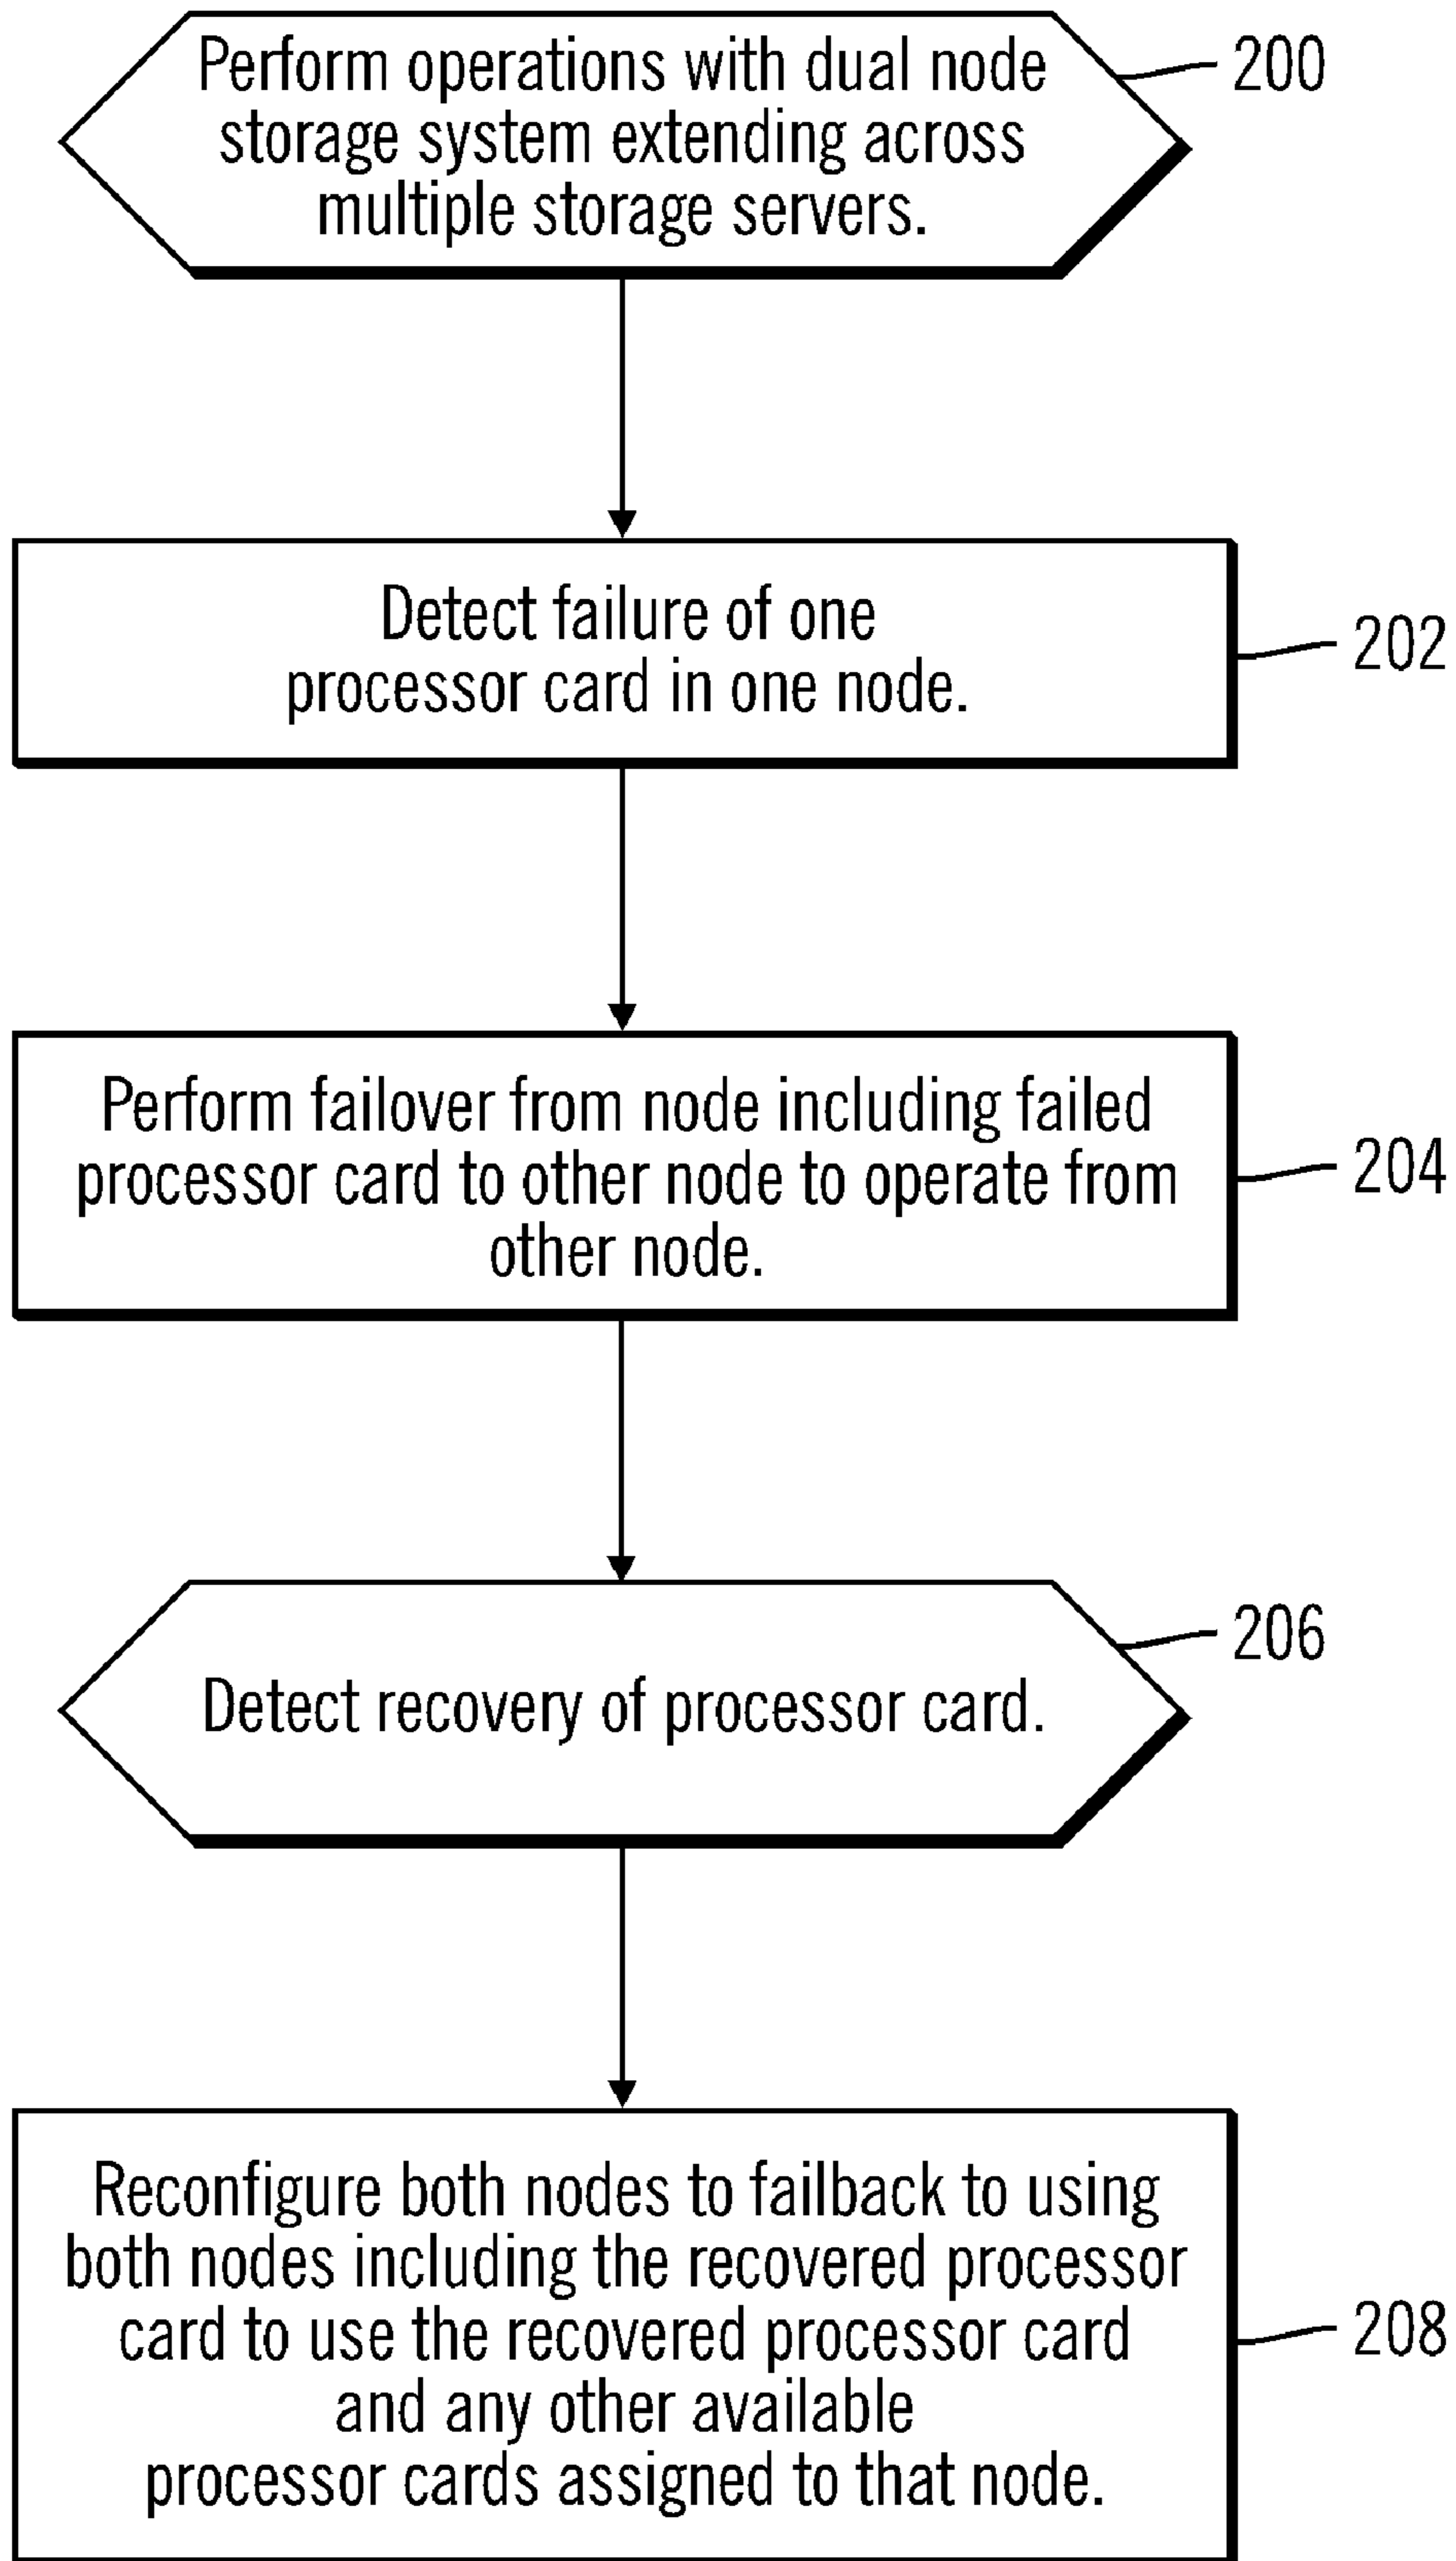 Perform operations with dual node
storage system extending across
multiple storage servers.
200
Detect failure of one
processor card in one node.
202
Perform failover from node including failed
processor card to other node to operate from
other node.
204
Detect recovery of processor card.
206
Reconfigure both nodes to failback to using
both nodes including the recovered processor
card to use the recovered processor card
and any other available
processor cards assigned to that node.
208